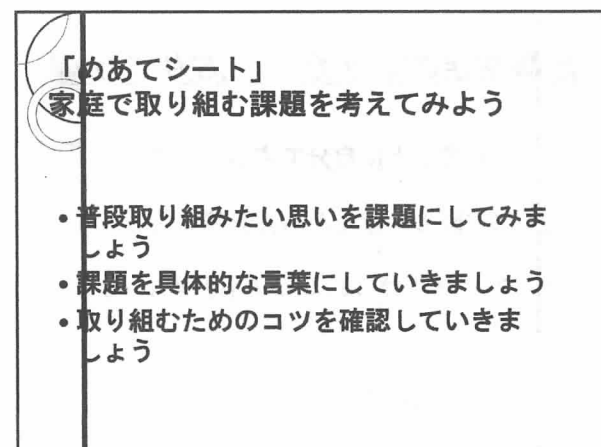 「めあてシート」
家庭で取り組む課題を考えてみよう
• 普段取り組みたい思いを課題にしてみま
しょう
• 課題を具体的な言葉にしていきましょう
• 取り組むためのコツを確認していきま
しょう